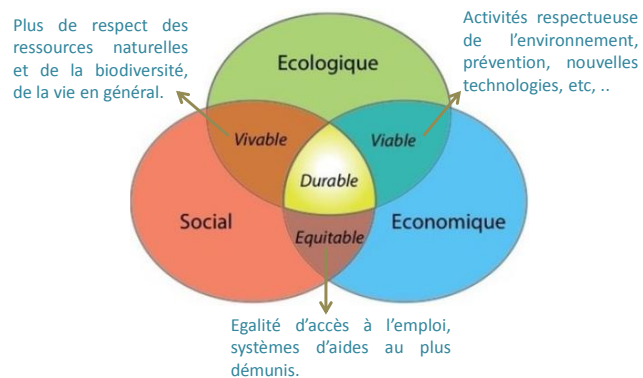 Plus de respect des
ressources naturelles
et de la biodiversité,
de la vie en général.
Activités respectueuse
de l’environnement,
prévention, nouvelles
technologies, etc, ..
Ecologique
Vivable
Viable
Durable
Social
Economique
Equitable
Egalité d’accès à l’emploi,
systèmes d’aides au plus
démunis.